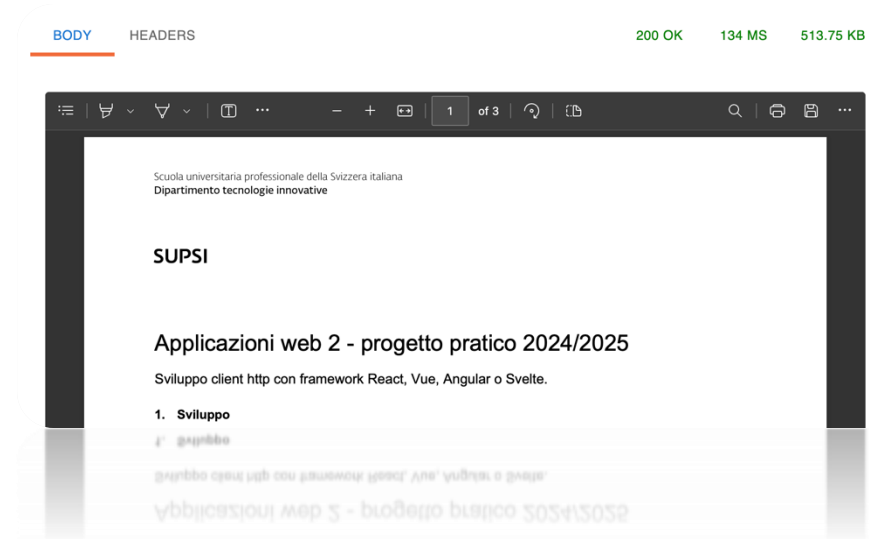 BODY HEADERS 200 OK 134 MS 513.75 KB
1 of 3
Scuola universitaria professionale della Svizzera italiana
Dipartimento tecnologie innovative
SUPSI
Applicazioni web 2 - progetto pratico 2024/2025
Sviluppo client http con framework React, Vue, Angular o Svelte.
1. Sviluppo